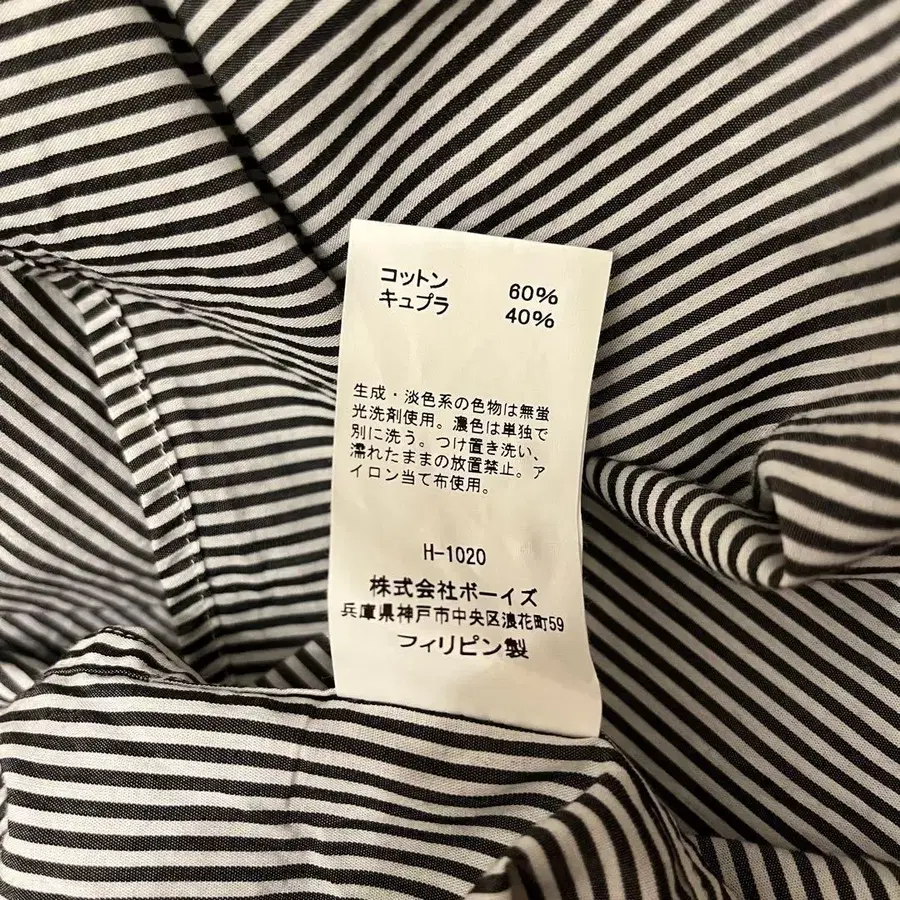 コットン 60%
キュプラ 40%
生成・淡色系の色物は無蛍
光洗剤使用。濃色は単独で
別に洗う。つけ置き洗い、
濡れたままの放置禁止。ア
イロン当て布使用。
H-1020
株式会社ボーイズ
兵庫県神戸市中央区浪花町59
フィリピン製